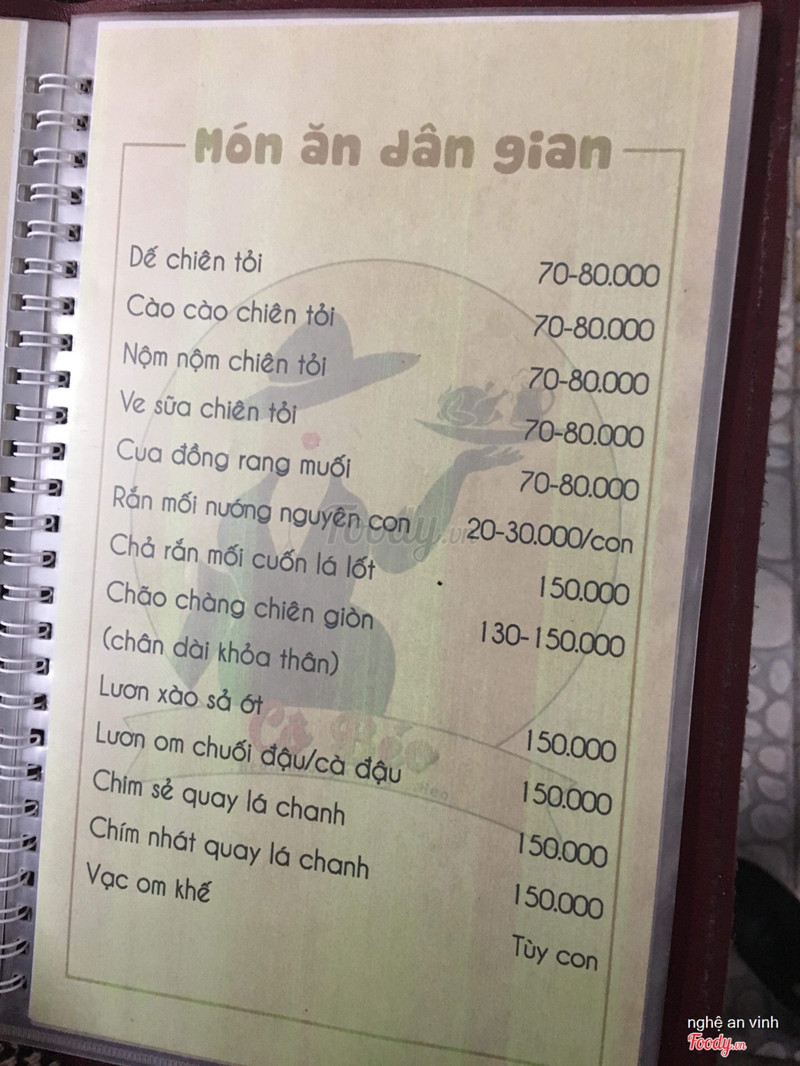 Món ăn dân gian
Dế chiên tỏi 70-80.000
Cào cào chiên tỏi 70-80.000
Nộm nộm chiên tỏi 70-80.000
Ve sữa chiên tỏi 70-80.000
Cua đồng rang muối 70-80.000
Rắn mối nướng nguyên con 20-30.000/con
Chả rắn mối cuốn lá lốt 150.000
Chão chàng chiên giòn 130-150.000
(chân dài khỏa thân)
Lươn xào sả ớt 150.000
Lươn om chuối đậu/cà đậu 150.000
Chim sẻ quay lá chanh 150.000
Chím nhát quay lá chanh 150.000
Vạc om khế Tùy con
Foody.vn
nghệ an vinh
Foody.vn